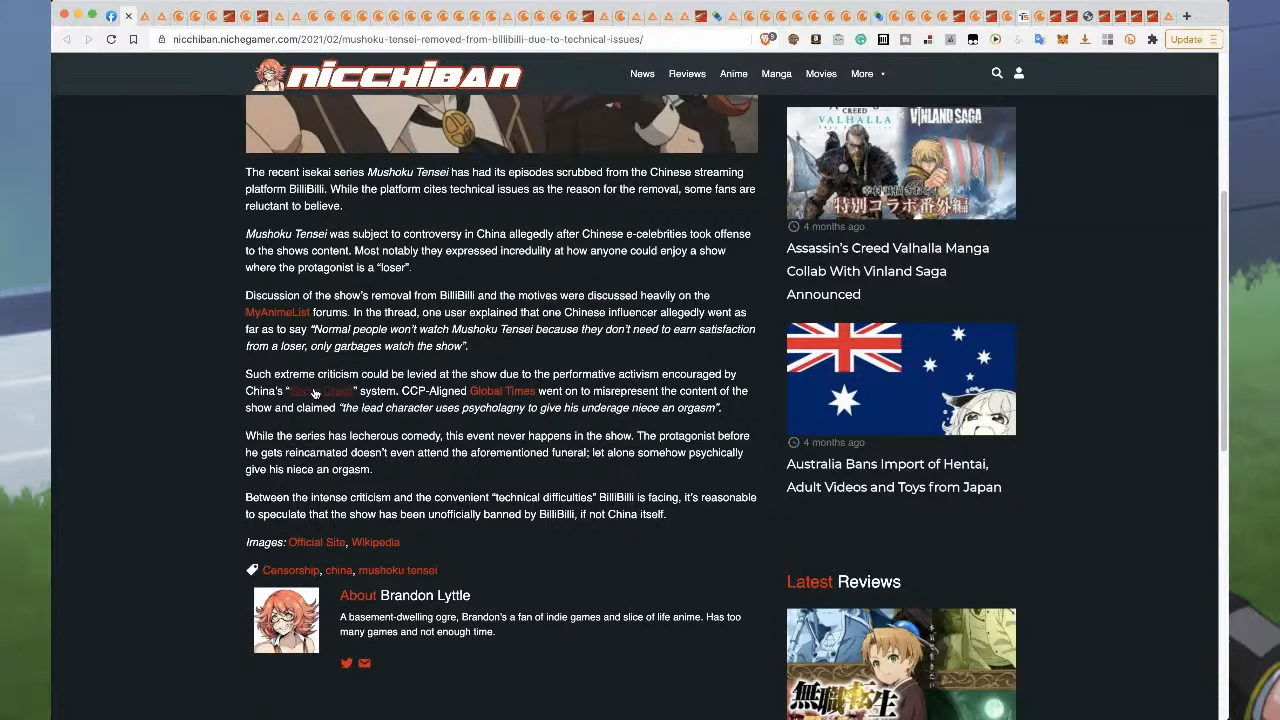 nicchiban.nichegamer.com/2021/02/mushoku-tensei-removed-from-billibilli-due-to-technical-issues/
Update
NICCHIBAN
News
Reviews
Anime
Manga
Movies
More
The recent isekai series Mushoku Tensei has had its episodes scrubbed from the Chinese streaming
platform BilliBilli. While the platform cites technical issues as the reason for the removal, some fans are
reluctant to believe.
Mushoku Tensei was subject to controversy in China allegedly after Chinese e-celebrities took offense
to the shows content. Most notably they expressed incredulity at how anyone could enjoy a show
where the protagonist is a “loser”.
Discussion of the show’s removal from BilliBilli and the motives were discussed heavily on the
MyAnimeList forums. In the thread, one user explained that one Chinese influencer allegedly went as
far as to say “Normal people won’t watch Mushoku Tensei because they don’t need to earn satisfaction
from a loser, only garbages watch the show”.
Such extreme criticism could be levied at the show due to the performative activism encouraged by
China’s “Social Credit” system. CCP-Aligned Global Times went on to misrepresent the content of the
show and claimed “the lead character uses psycholagny to give his underage niece an orgasm”.
While the series has lecherous comedy, this event never happens in the show. The protagonist before
he gets reincarnated doesn’t even attend the aforementioned funeral; let alone somehow psychically
give his niece an orgasm.
Between the intense criticism and the convenient “technical difficulties” BilliBilli is facing, it’s reasonable
to speculate that the show has been unofficially banned by BilliBilli, if not China itself.
Images: Official Site, Wikipedia
Censorship, china, mushoku tensei
About Brandon Lyttle
A basement-dwelling ogre, Brandon’s a fan of indie games and slice of life anime. Has too
many games and not enough time.
CREED
VALHALLA
VINLAND SAGA
特別コラボ番外編
4 months ago
Assassin’s Creed Valhalla Manga
Collab With Vinland Saga
Announced
4 months ago
Australia Bans Import of Hentai,
Adult Videos and Toys from Japan
Latest Reviews
無職転生